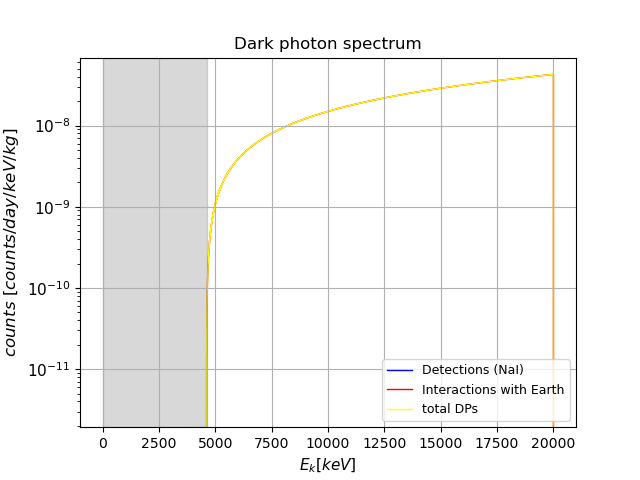 Dark photon spectrum
counts [counts/day/keV/kg]
10⁻⁸
10⁻⁹
10⁻¹⁰
10⁻¹¹
Detections (NaI)
Interactions with Earth
total DPs
0 2500 5000 7500 10000 12500 15000 17500 20000
Eₖ[keV]